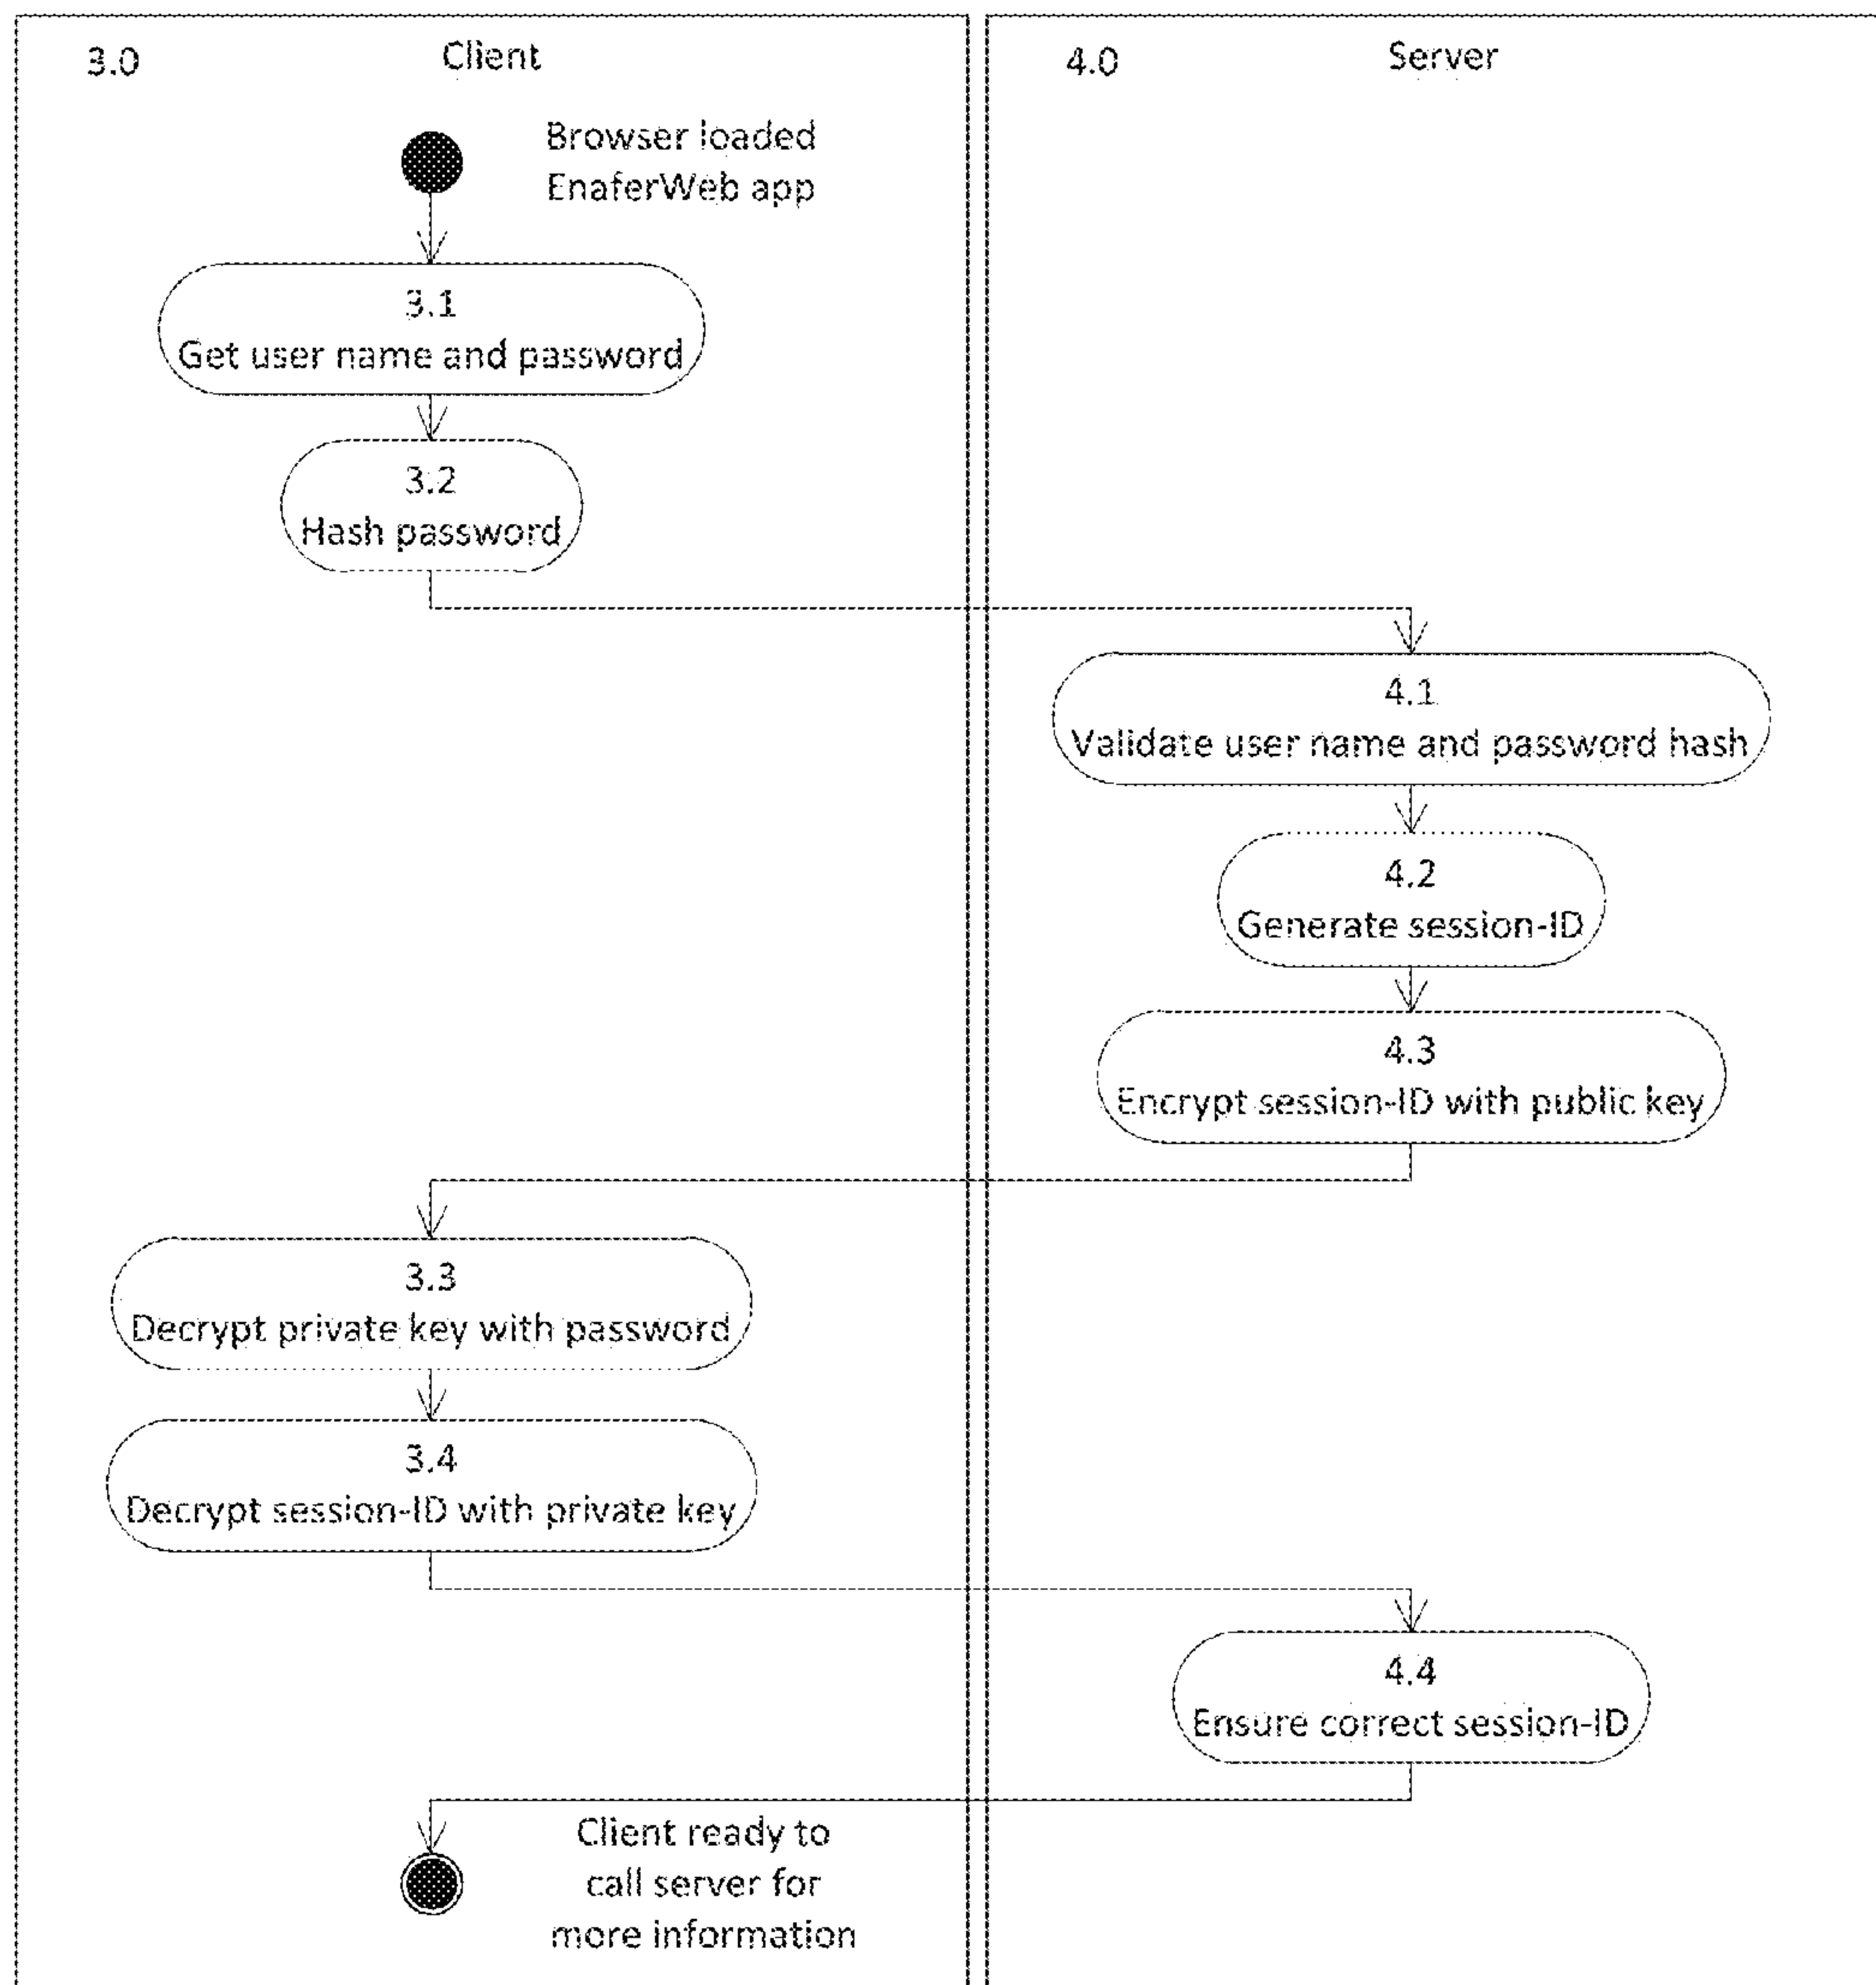 3.0
Client
4.0
Server
Browser loaded
EnaferWeb app
3.1
Get user name and password
3.2
Hash password
4.1
Validate user name and password hash
4.2
Generate session-ID
4.3
Encrypt session-ID with public key
3.3
Decrypt private key with password
3.4
Decrypt session-ID with private key
4.4
Ensure correct session-ID
Client ready to
call server for
more information